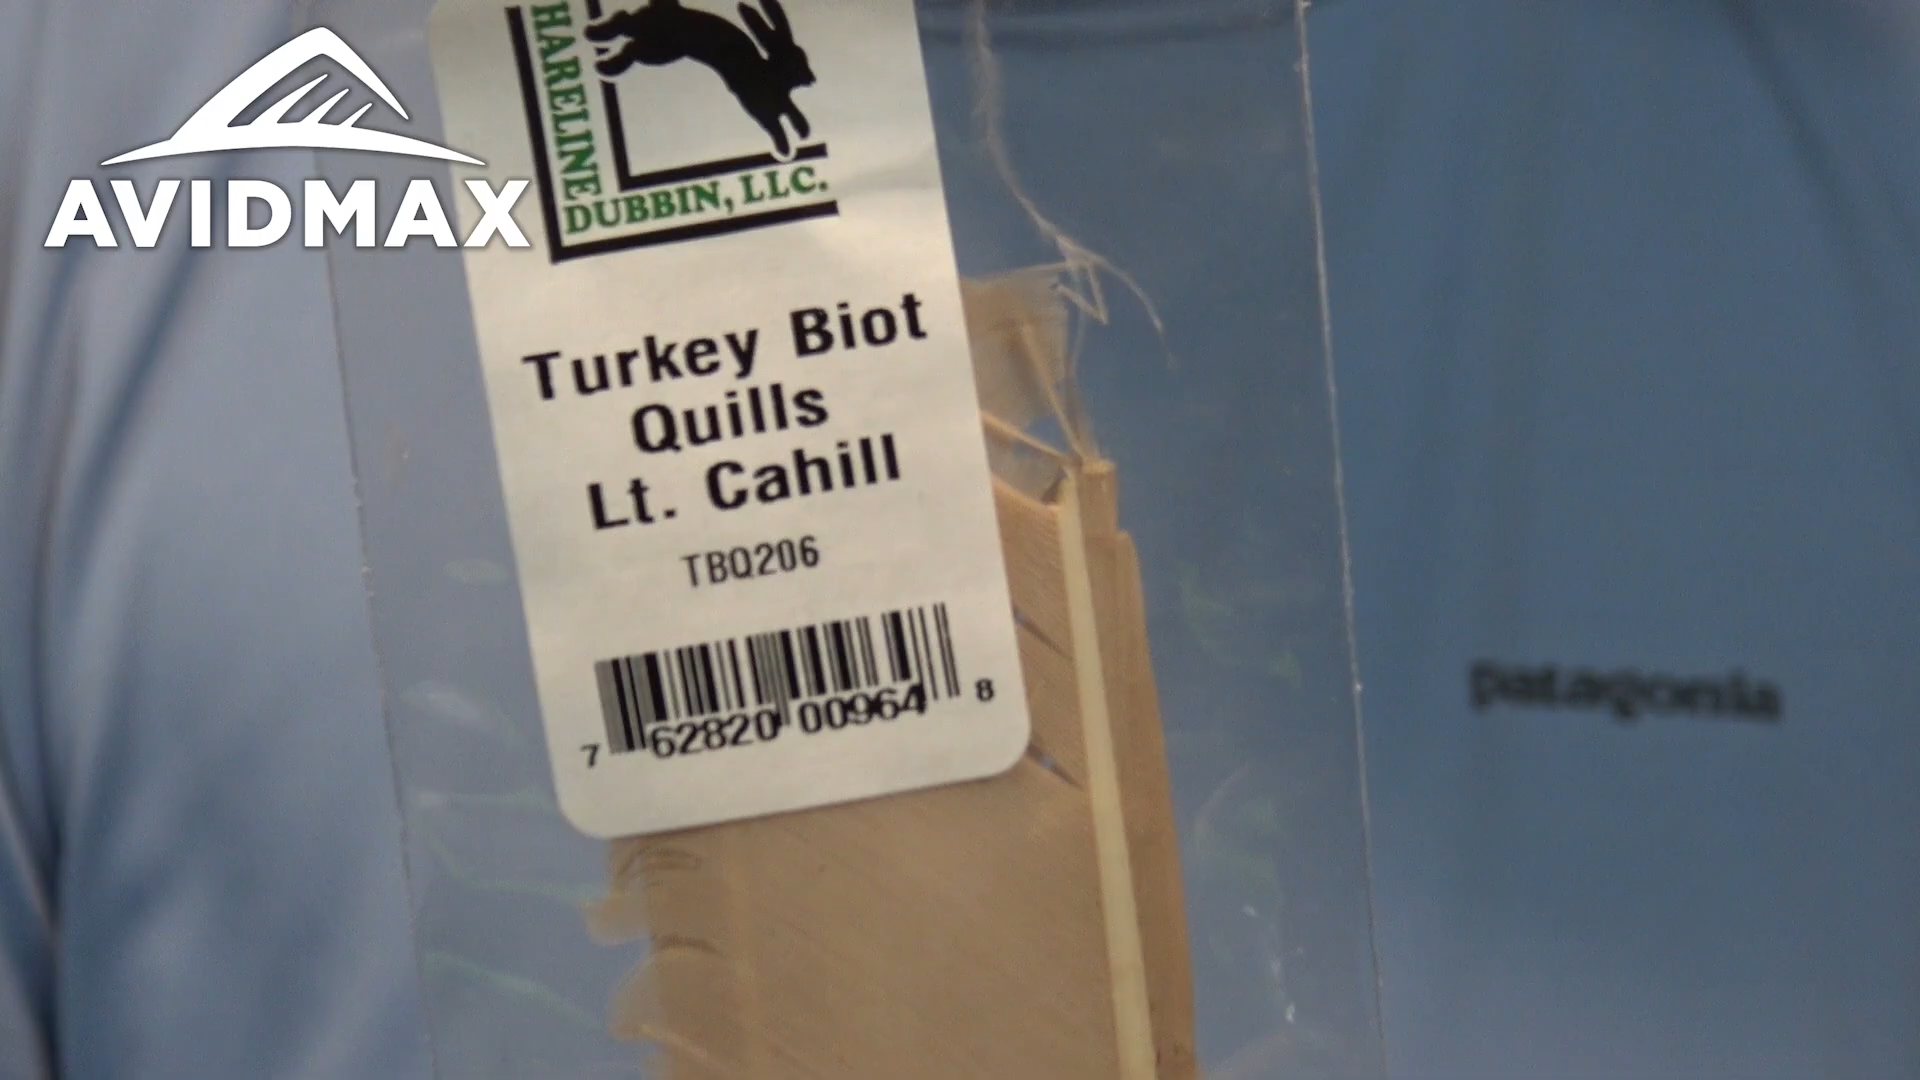 AVIDMAX
HARELINE
DUBBIN, LLC.
Turkey Biot
Quills
Lt. Cahill
TBQ206
7 62820 00964 8
patagonia